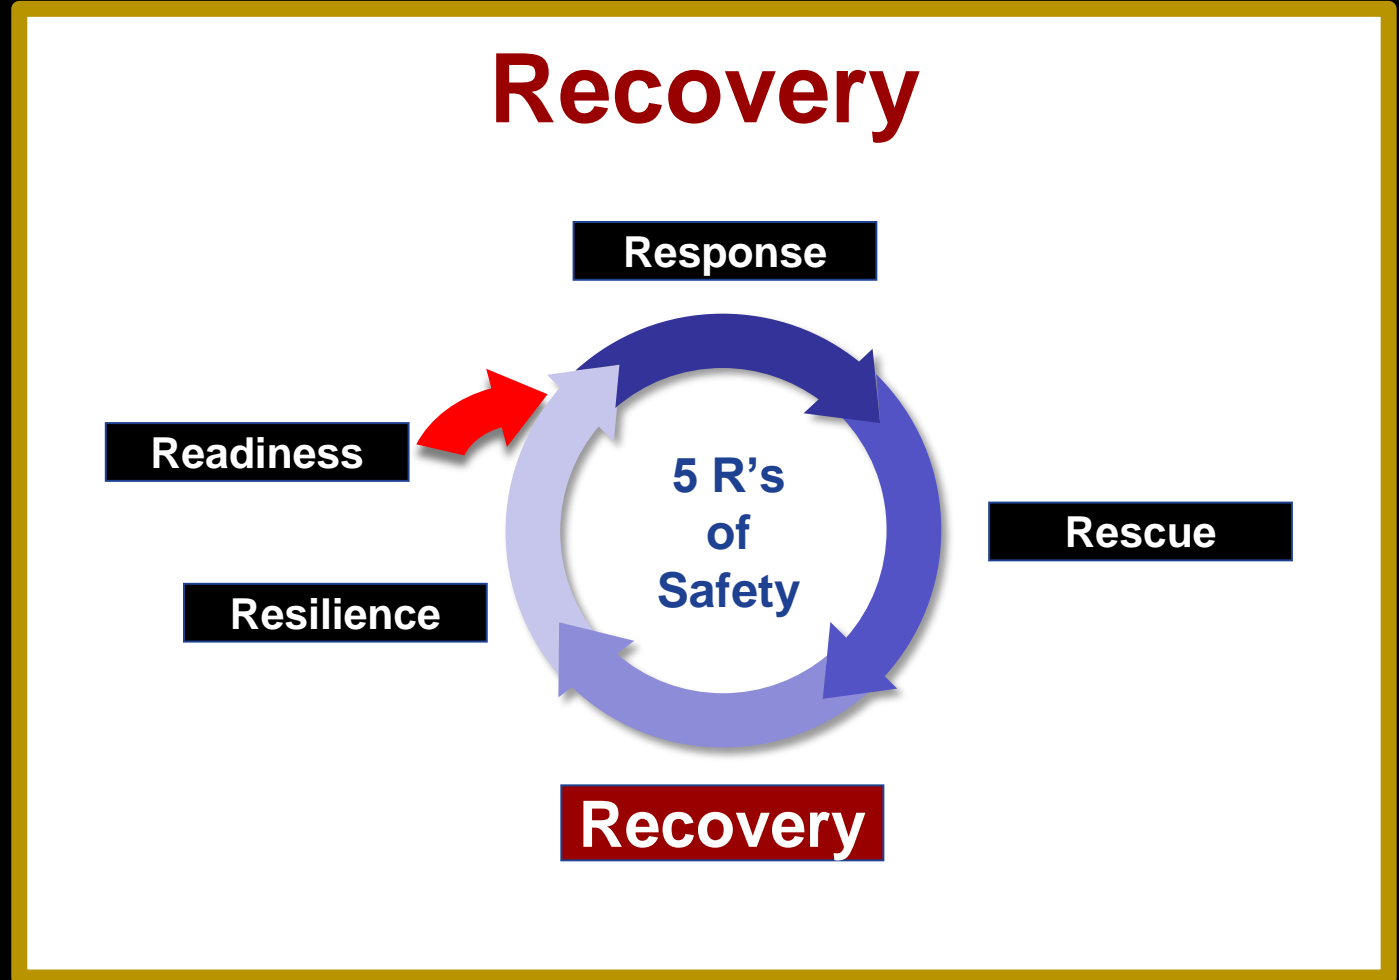 Recovery
Response
Readiness
5 R’s
of
Safety
Rescue
Resilience
Recovery